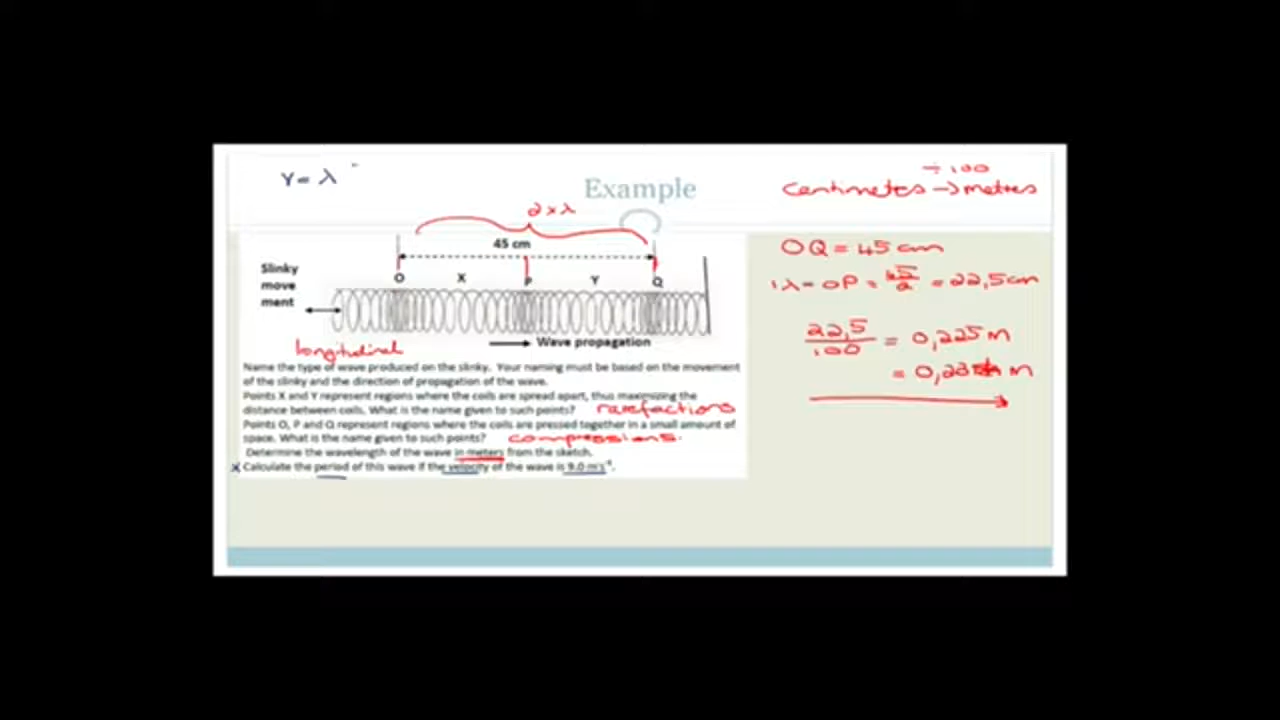 Y = λ
Example
÷ 100
Centimeters → metres
2 x λ
45 cm
O X P Y Q
Slinky
move
ment
Wave propagation
longitudinal
OQ = 45 cm
1 λ = OP = 45/2 = 22,5 cm
22,5/100 = 0,225 m
= 0,23 m
Name the type of wave produced on the slinky. Your naming must be based on the movement
of the slinky and the direction of propagation of the wave.
Points X and Y represent regions where the coils are spread apart, thus maximizing the
distance between coils. What is the name given to such points? rarefactions
Points O, P and Q represent regions where the coils are pressed together in a small amount of
space. What is the name given to such points? compressions.
Determine the wavelength of the wave in meters from the sketch.
x Calculate the period of this wave if the velocity of the wave is 9.0 m·s⁻¹.